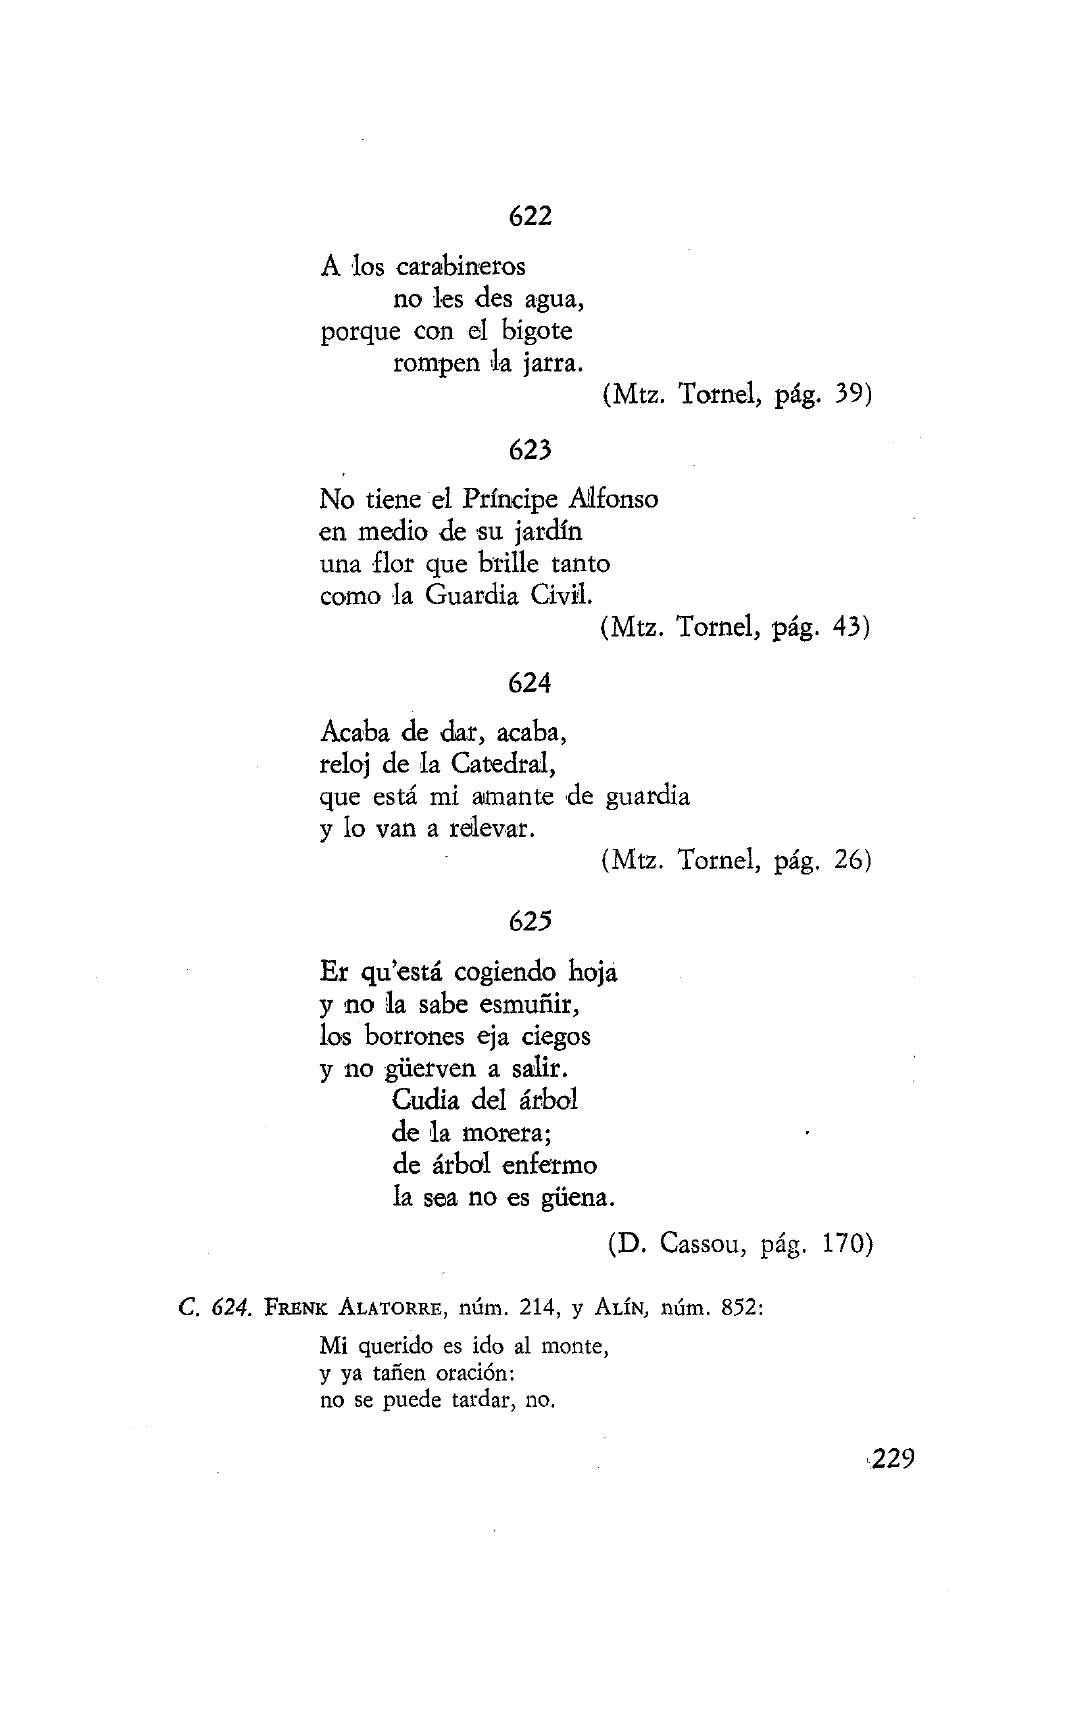 622
A los carabineros
no les des agua,
porque con el bigote
rompen la jarra.
(Mtz. Tornel, pág. 39)
623
No tiene el Príncipe Alfonso
en medio de su jardín
una flor que brille tanto
como la Guardia Civil.
(Mtz. Tornel, pág. 43)
624
Acaba de dar, acaba,
reloj de la Catedral,
que está mi amante de guardia
y lo van a relevar.
(Mtz. Tornel, pág. 26)
625
Er qu'está cogiendo hoja
y no la sabe esmuñir,
los borrones eja ciegos
y no güerven a salir.
Cudia del árbol
de la morera;
de árbol enfermo
la sea no es güena.
(D. Cassou, pág. 170)
C. 624. FRENK ALATORRE, núm. 214, y ALÍN, núm. 852:
Mi querido es ido al monte,
y ya tañen oración:
no se puede tardar, no.
229